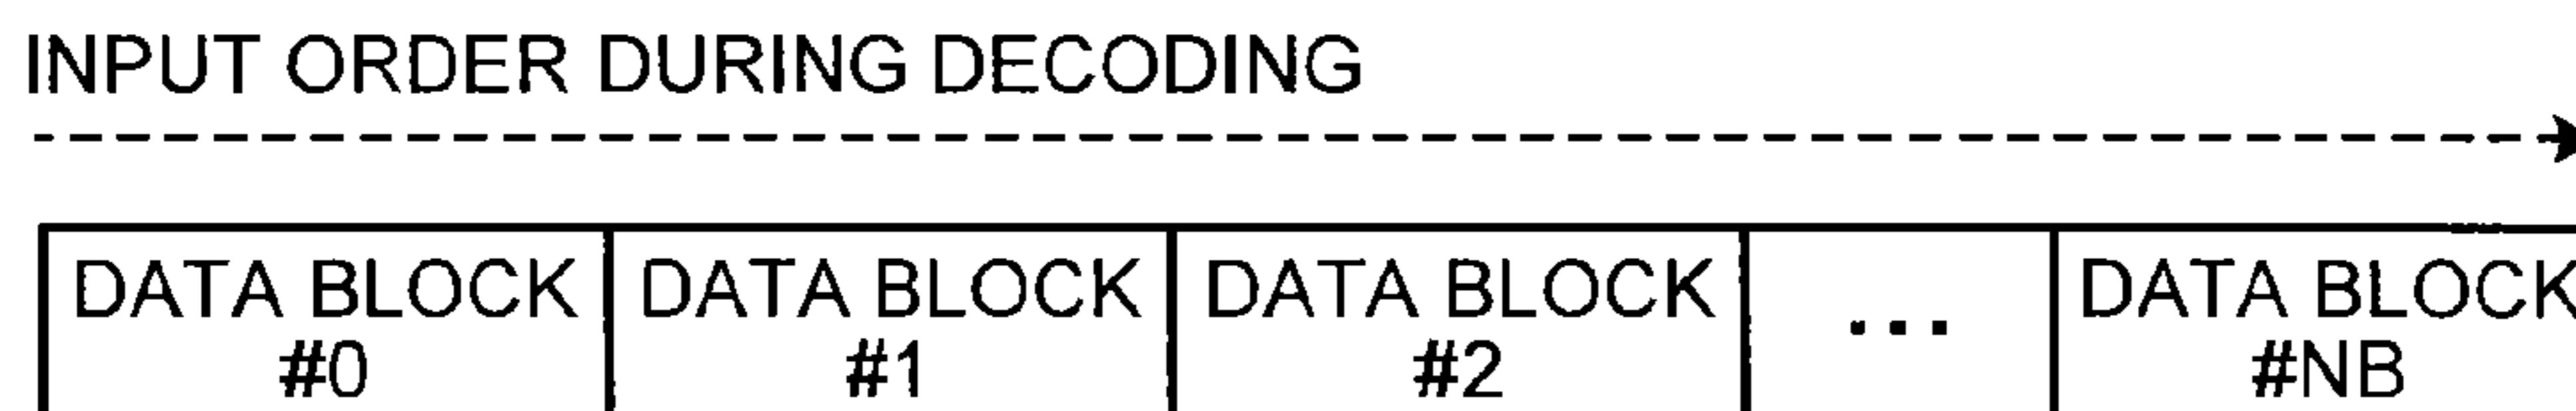 INPUT ORDER DURING DECODING
DATA BLOCK DATA BLOCK DATA BLOCK ... DATA BLOCK
#0 #1 #2 #NB